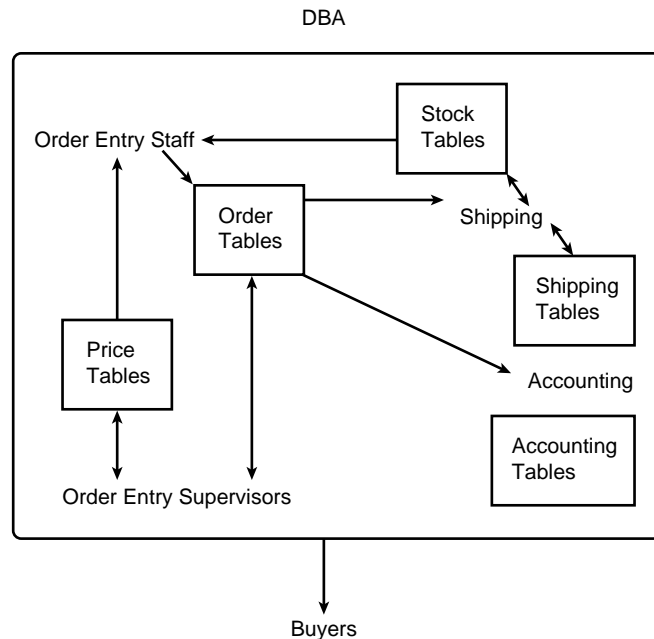 DBA
Stock
Tables
Order Entry Staff
Order
Tables
Shipping
Shipping
Tables
Price
Tables
Accounting
Accounting
Tables
Order Entry Supervisors
Buyers